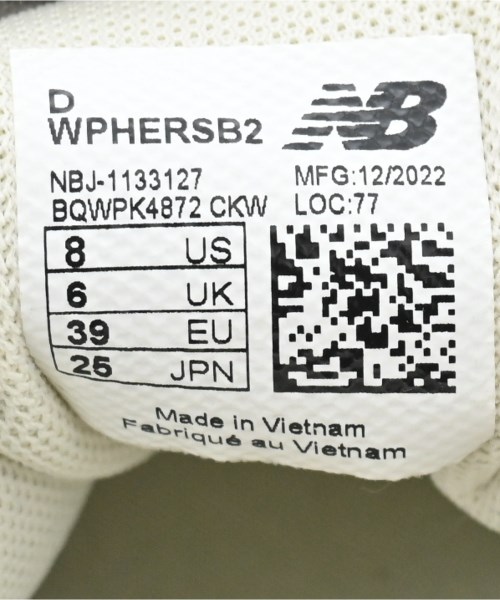 D
WPHERSB2
NB
NBJ-1133127
MFG:12/2022
BQWPK4872 CKW
LOC:77
8 US
6 UK
39 EU
25 JPN
Made in Vietnam
Fabriqué au Vietnam